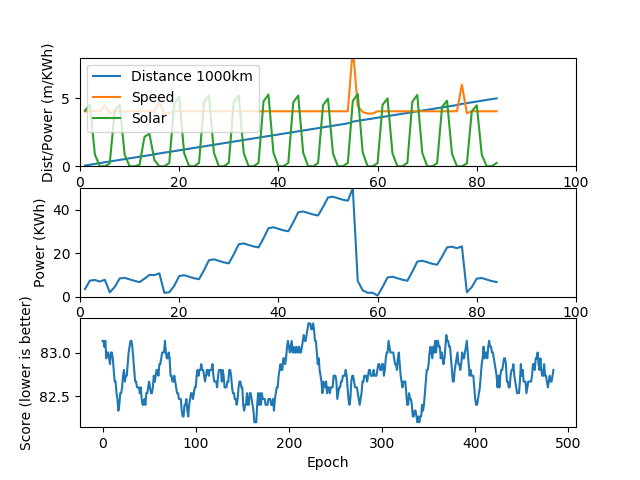 Dist/Power (m/KWh)
5
0
Distance 1000km
Speed
Solar
0 20 40 60 80 100
Power (KWh)
40
20
0
0 20 40 60 80 100
Score (lower is better)
83.0
82.5
0 100 200 300 400 500
Epoch